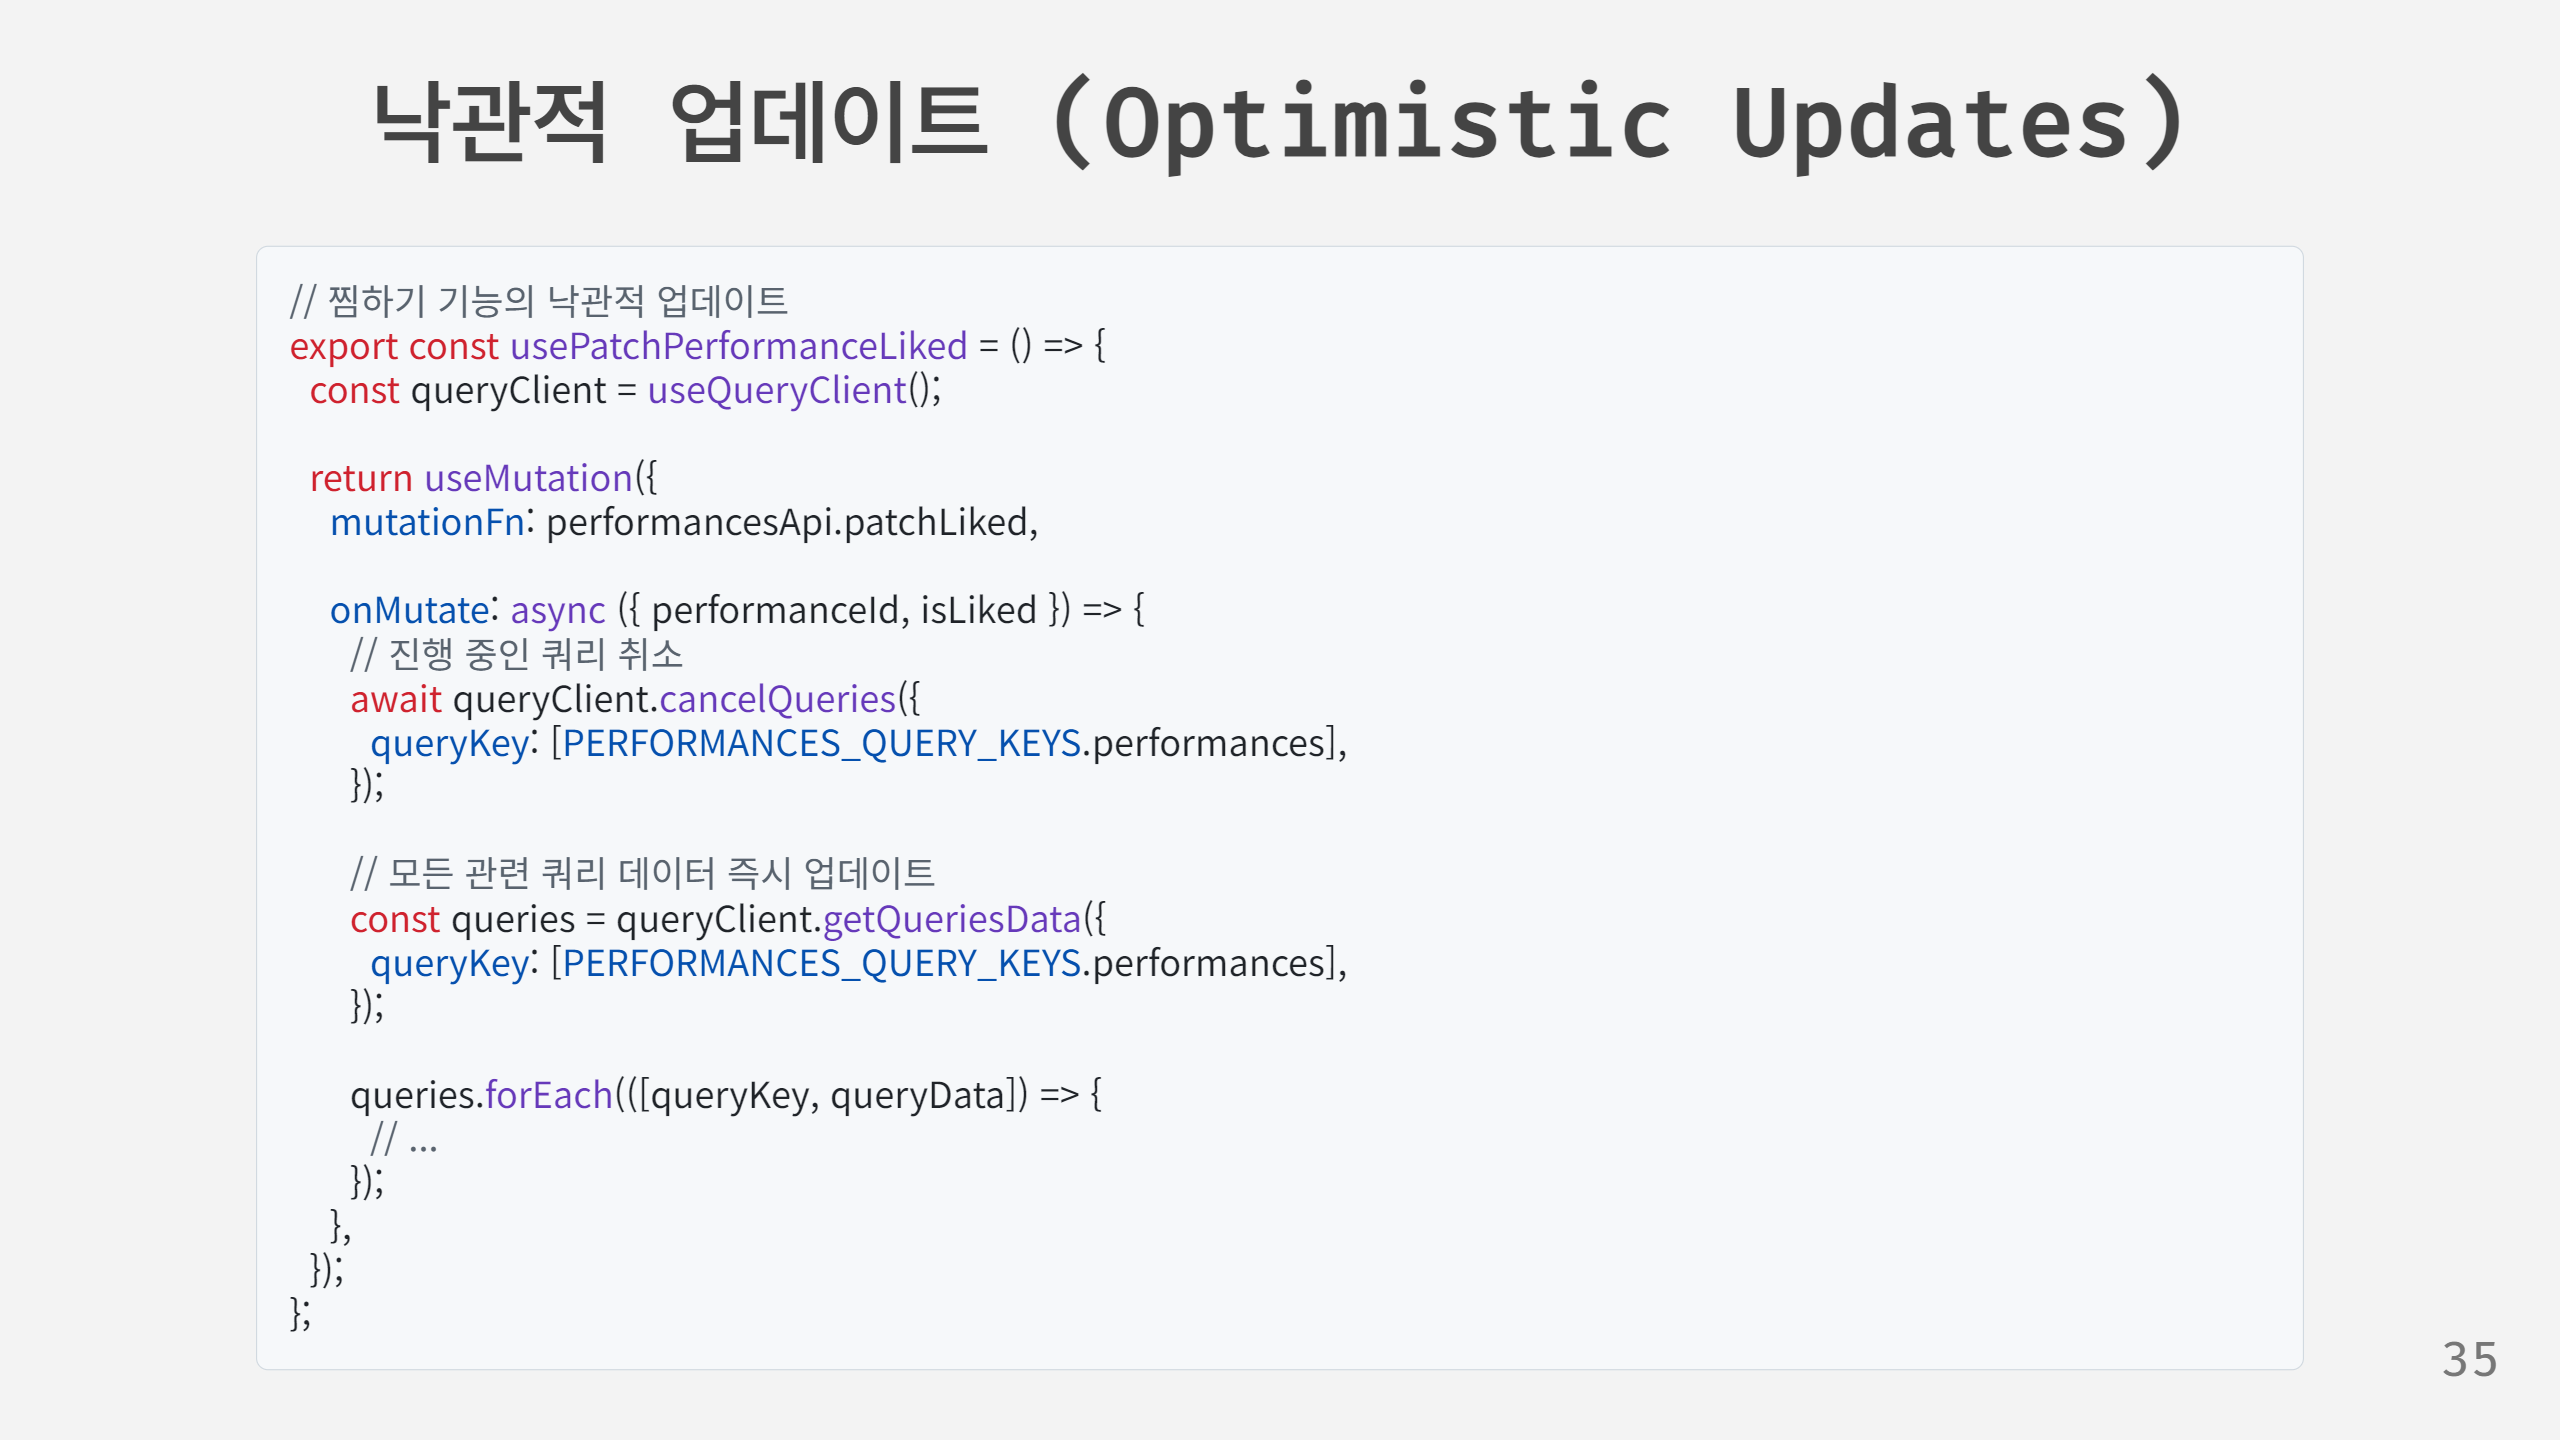 낙관적 업데이트 (Optimistic Updates)
// 찜하기 기능의 낙관적 업데이트
export const usePatchPerformanceLiked = () => {
const queryClient = useQueryClient();
return useMutation({
mutationFn: performancesApi.patchLiked,
onMutate: async ({ performanceId, isLiked }) => {
// 진행 중인 쿼리 취소
await queryClient.cancelQueries({
queryKey: [PERFORMANCES_QUERY_KEYS.performances],
});
// 모든 관련 쿼리 데이터 즉시 업데이트
const queries = queryClient.getQueriesData({
queryKey: [PERFORMANCES_QUERY_KEYS.performances],
});
queries.forEach(([queryKey, queryData]) => {
// ...
});
},
});
};
35